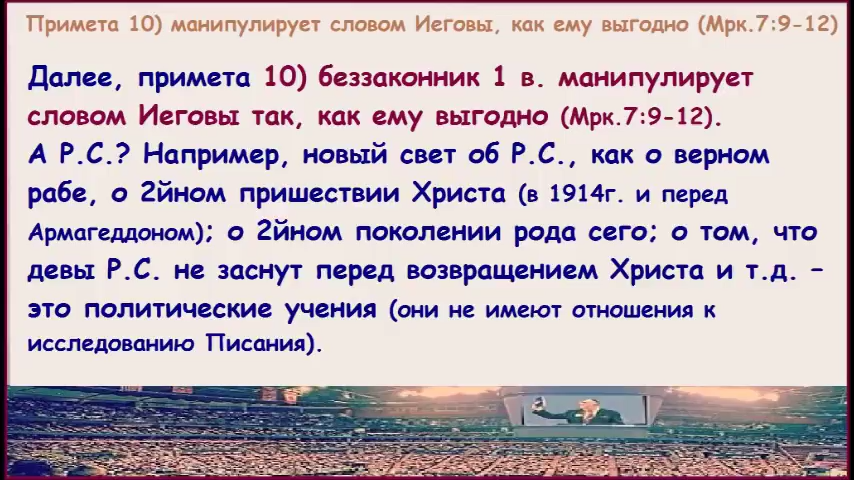 Примета 10) манипулирует словом Иеговы, как ему выгодно (Мрк.7:9-12)
Далее, примета 10) беззаконник 1 в. манипулирует
словом Иеговы так, как ему выгодно (Мрк.7:9-12).
А Р.С.? Например, новый свет об Р.С., как о верном
рабе, о 2йном пришествии Христа (в 1914г. и перед
Армагеддоном); о 2йном поколении рода сего; о том, что
девы Р.С. не заснут перед возвращением Христа и т.д. –
это политические учения (они не имеют отношения к
исследованию Писания).